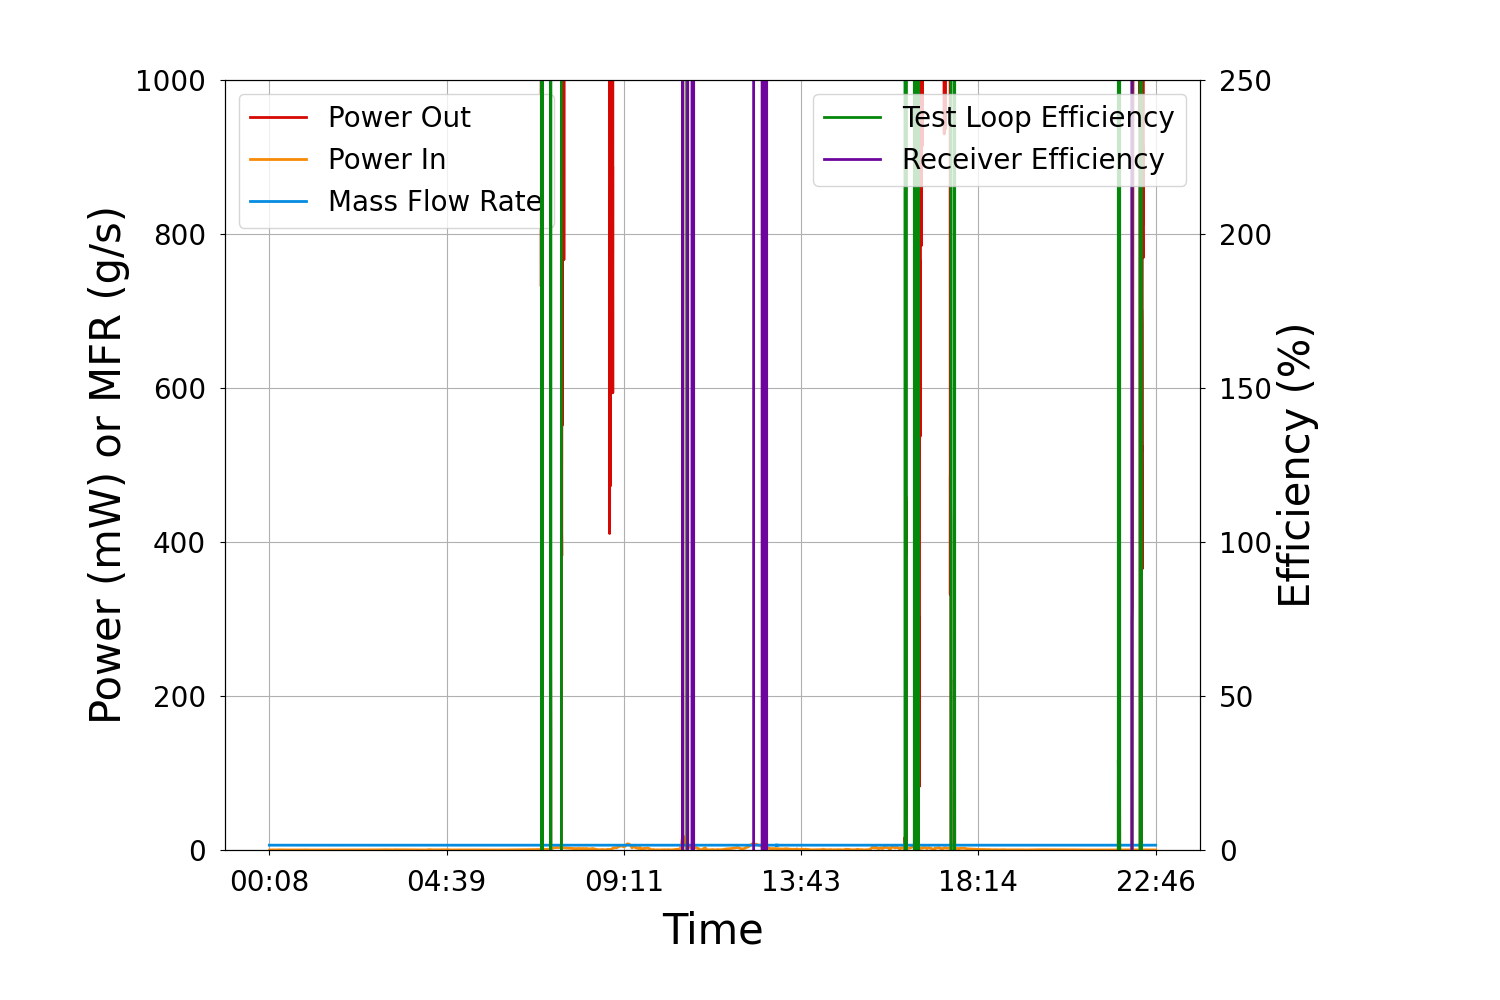 1000
800
600
400
200
0
Power (mW) or MFR (g/s)
Power Out
Power In
Mass Flow Rate
Test Loop Efficiency
Receiver Efficiency
250
200
150
100
50
0
Efficiency (%)
00:08 04:39 09:11 13:43 18:14 22:46
Time